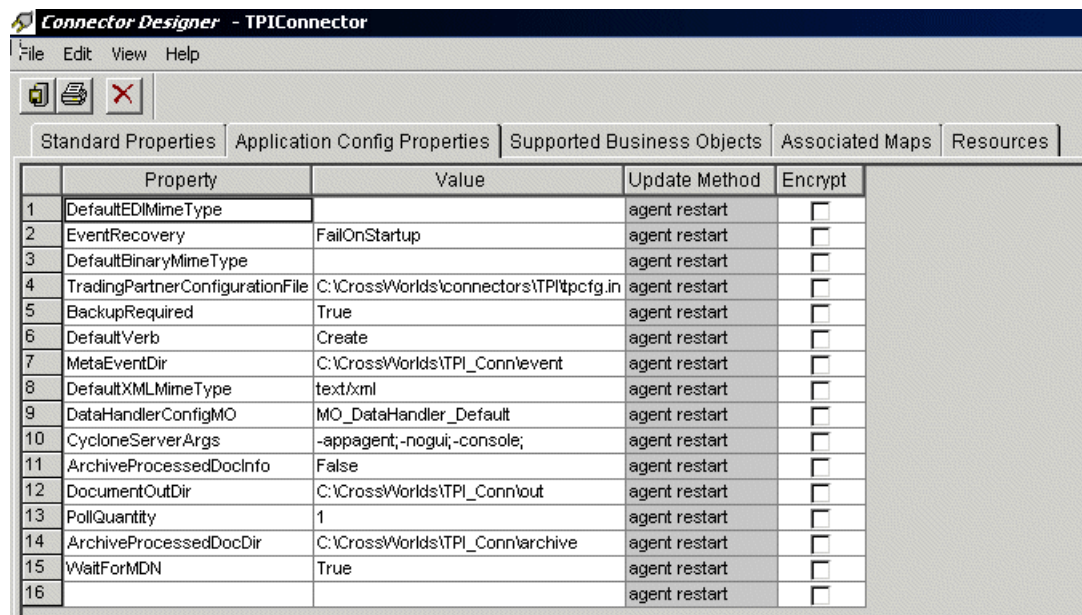 Connector Designer - TPIConnector
File Edit View Help
Standard Properties Application Config Properties Supported Business Objects Associated Maps Resources
Property Value Update Method Encrypt
1 DefaultEDIMimeType agent restart
2 EventRecovery FailOnStartup agent restart
3 DefaultBinaryMimeType agent restart
4 TradingPartnerConfigurationFile C:\CrossWorlds\connectors\TPI\tpcfg.in agent restart
5 BackupRequired True agent restart
6 DefaultVerb Create agent restart
7 MetaEventDir C:\CrossWorlds\TPI_Conn\event agent restart
8 DefaultXMLMimeType text/xml agent restart
9 DataHandlerConfigMO MO_DataHandler_Default agent restart
10 CycloneServerArgs -appagent;-nogui;-console; agent restart
11 ArchiveProcessedDocInfo False agent restart
12 DocumentOutDir C:\CrossWorlds\TPI_Conn\out agent restart
13 PollQuantity 1 agent restart
14 ArchiveProcessedDocDir C:\CrossWorlds\TPI_Conn\archive agent restart
15 WaitForMDN True agent restart
16 agent restart